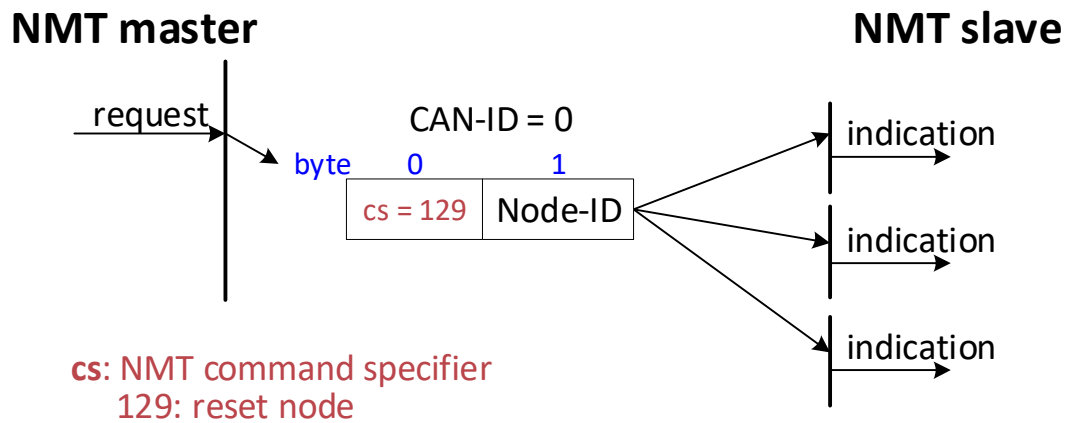 NMT master
NMT slave
request
CAN-ID = 0
indication
byte 0 1
cs = 129 Node-ID
indication
indication
cs: NMT command specifier
129: reset node